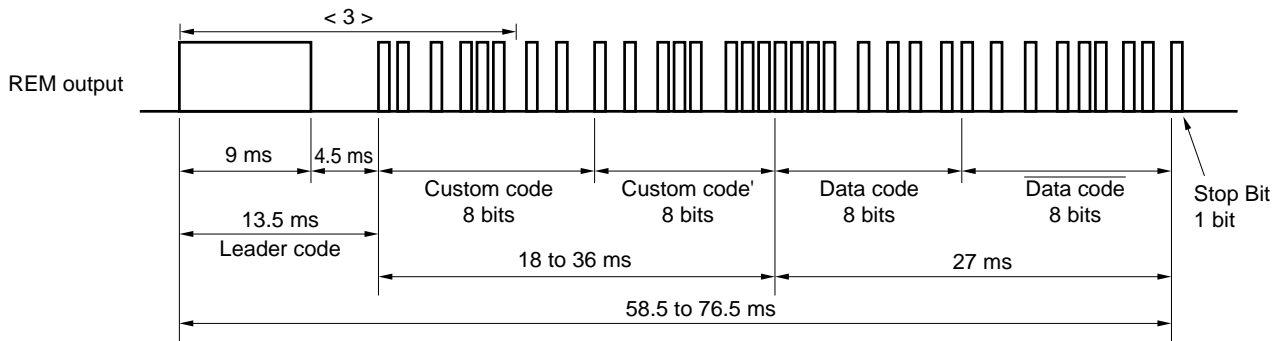 < 3 >
REM output
9 ms
4.5 ms
Custom code
8 bits
Custom code'
8 bits
Data code
8 bits
Data code
8 bits
Stop Bit
1 bit
13.5 ms
Leader code
18 to 36 ms
27 ms
58.5 to 76.5 ms